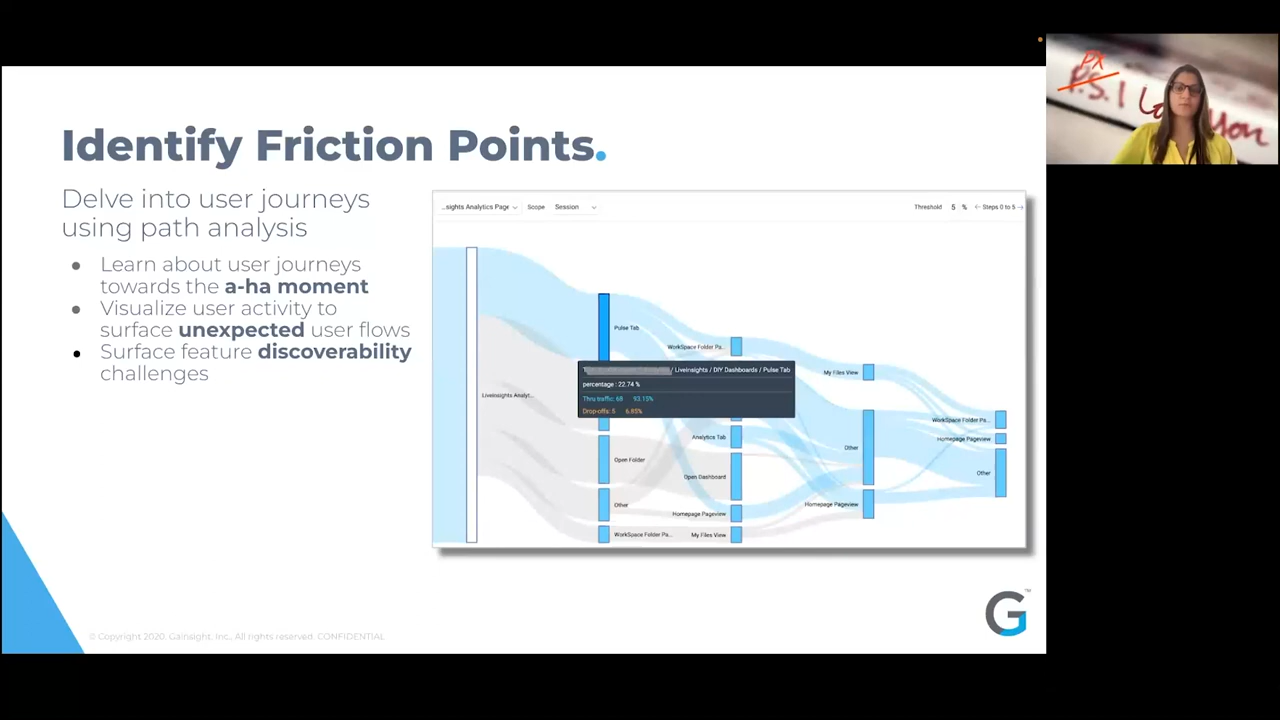 Identify Friction Points.
Delve into user journeys
using path analysis
● Learn about user journeys
towards the a-ha moment
● Visualize user activity to
surface unexpected user flows
● Surface feature discoverability
challenges
...sights Analytics Page Scope Session Threshold 5 % ← Steps 0 to 5 →
Pulse Tab
WorkSpace Folder Pa...
/ Liveinsights / DIY Dashboards / Pulse Tab
My Files View
percentage : 22.74 %
LiveInsights Analyt...
Thru traffic: 68 93.15%
Drop-offs: 5 6.85%
WorkSpace Folder Pa...
Analytics Tab
Homepage Pageview
Other
Open Folder
Other
Open Dashboard
Other
Homepage Pageview
Homepage Pageview
WorkSpace Folder Pa...
My Files View
G
© Copyright 2020. Gainsight, Inc., All rights reserved. CONFIDENTIAL
PX
P.S. I